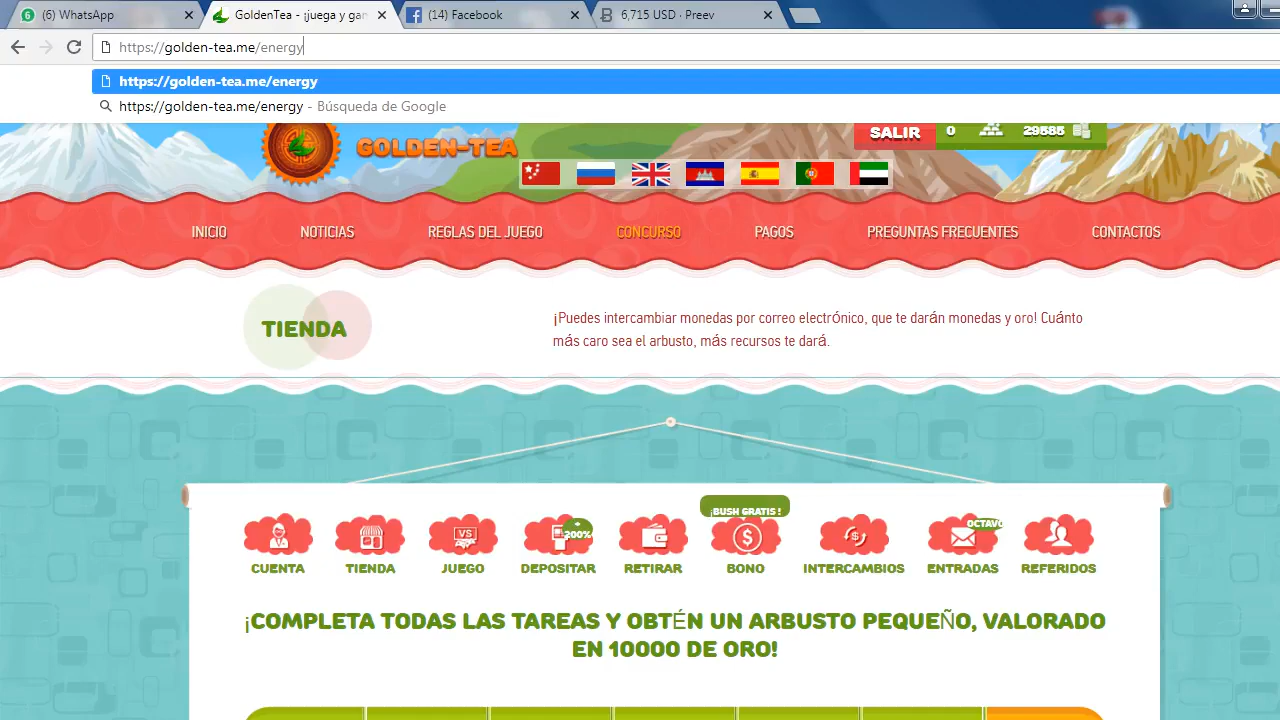 (6) WhatsApp
GoldenTea - ¡juega y gan
(14) Facebook
6,715 USD · Preev
https://golden-tea.me/energy
https://golden-tea.me/energy
https://golden-tea.me/energy - Búsqueda de Google
GOLDEN-TEA
SALIR
0
29585
INICIO
NOTICIAS
REGLAS DEL JUEGO
CONCURSO
PAGOS
PREGUNTAS FRECUENTES
CONTACTOS
TIENDA
¡Puedes intercambiar monedas por correo electrónico, que te darán monedas y oro! Cuánto
más caro sea el arbusto, más recursos te dará.
¡BUSH GRATIS !
VS
+
200%
OCTAVO
CUENTA
TIENDA
JUEGO
DEPOSITAR
RETIRAR
BONO
INTERCAMBIOS
ENTRADAS
REFERIDOS
¡COMPLETA TODAS LAS TAREAS Y OBTÉN UN ARBUSTO PEQUEÑO, VALORADO
EN 10000 DE ORO!